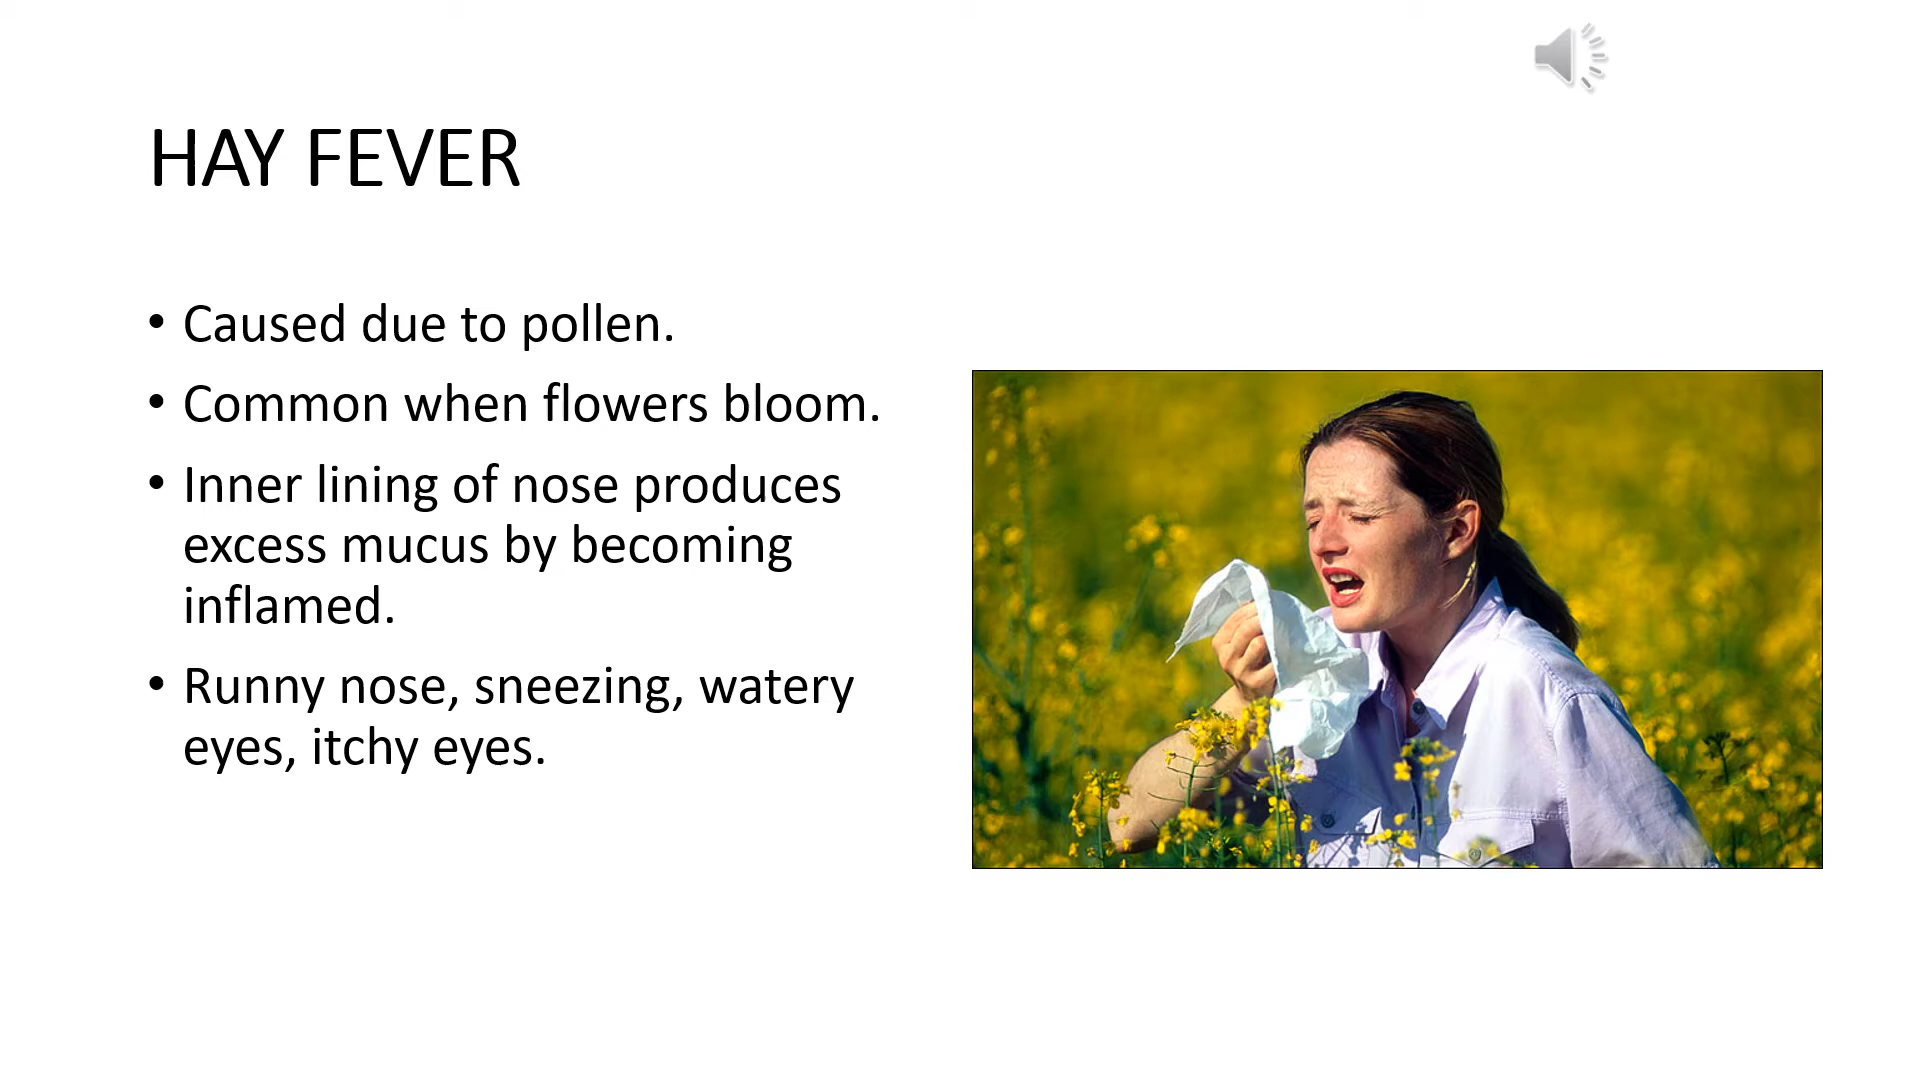 HAY FEVER
• Caused due to pollen.
• Common when flowers bloom.
• Inner lining of nose produces
excess mucus by becoming
inflamed.
• Runny nose, sneezing, watery
eyes, itchy eyes.